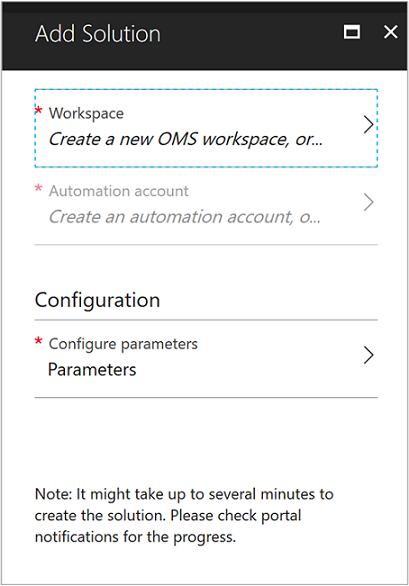 Add Solution
* Workspace
Create a new OMS workspace, or...
* Automation account
Create an automation account, o...
Configuration
* Configure parameters
Parameters
Note: It might take up to several minutes to
create the solution. Please check portal
notifications for the progress.